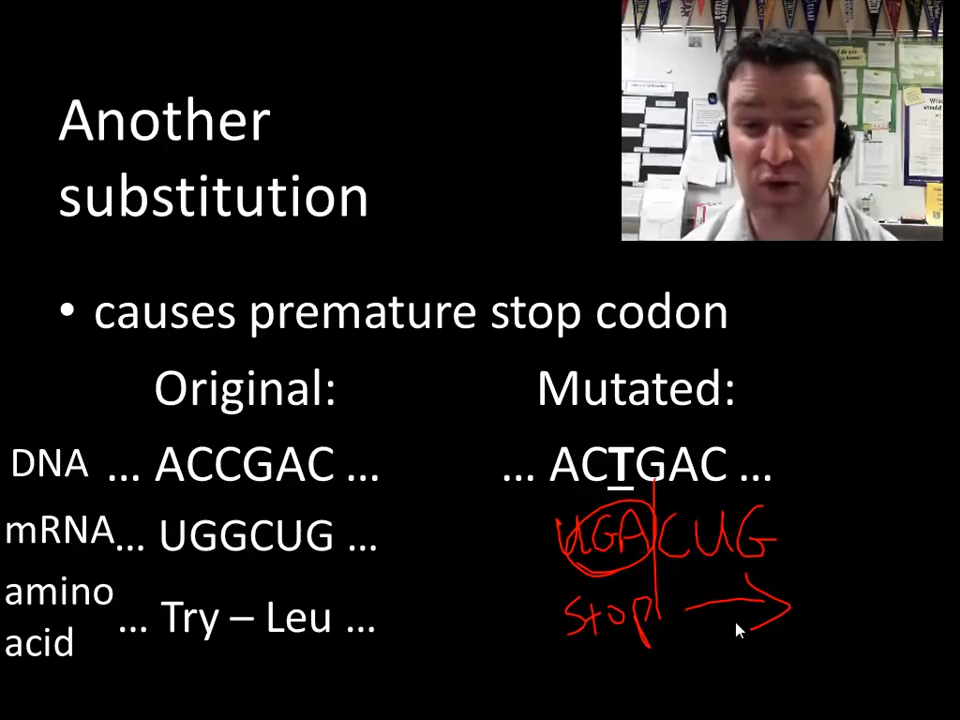 Another
substitution
• causes premature stop codon
Original: Mutated:
DNA … ACCGAC … … ACTGAC …
mRNA … UGGCUG … UGA CUG
amino acid … Try – Leu … stop